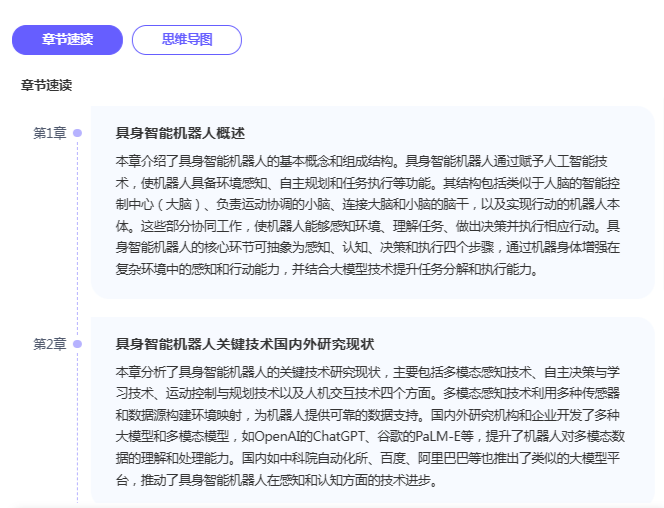 章节速读
思维导图
章节速读
第1章
具身智能机器人概述
本章介绍了具身智能机器人的基本概念和组成结构。具身智能机器人通过赋予人工智能技
术，使机器人具备环境感知、自主规划和任务执行等功能。其结构包括类似于人脑的智能控
制中心（大脑）、负责运动协调的小脑、连接大脑和小脑的脑干，以及实现行动的机器人本
体。这些部分协同工作，使机器人能够感知环境、理解任务、做出决策并执行相应行动。具
身智能机器人的核心环节可抽象为感知、认知、决策和执行四个步骤，通过机器身体增强在
复杂环境中的感知和行动能力，并结合大模型技术提升任务分解和执行能力。
第2章
具身智能机器人关键技术国内外研究现状
本章分析了具身智能机器人的关键技术研究现状，主要包括多模态感知技术、自主决策与学
习技术、运动控制与规划技术以及人机交互技术四个方面。多模态感知技术利用多种传感器
和数据源构建环境映射，为机器人提供可靠的数据支持。国内外研究机构和企业开发了多种
大模型和多模态模型，如OpenAI的ChatGPT、谷歌的PaLM-E等，提升了机器人对多模态数
据的理解和处理能力。国内如中科院自动化所、百度、阿里巴巴等也推出了类似的大模型平
台，推动了具身智能机器人在感知和认知方面的技术进步。